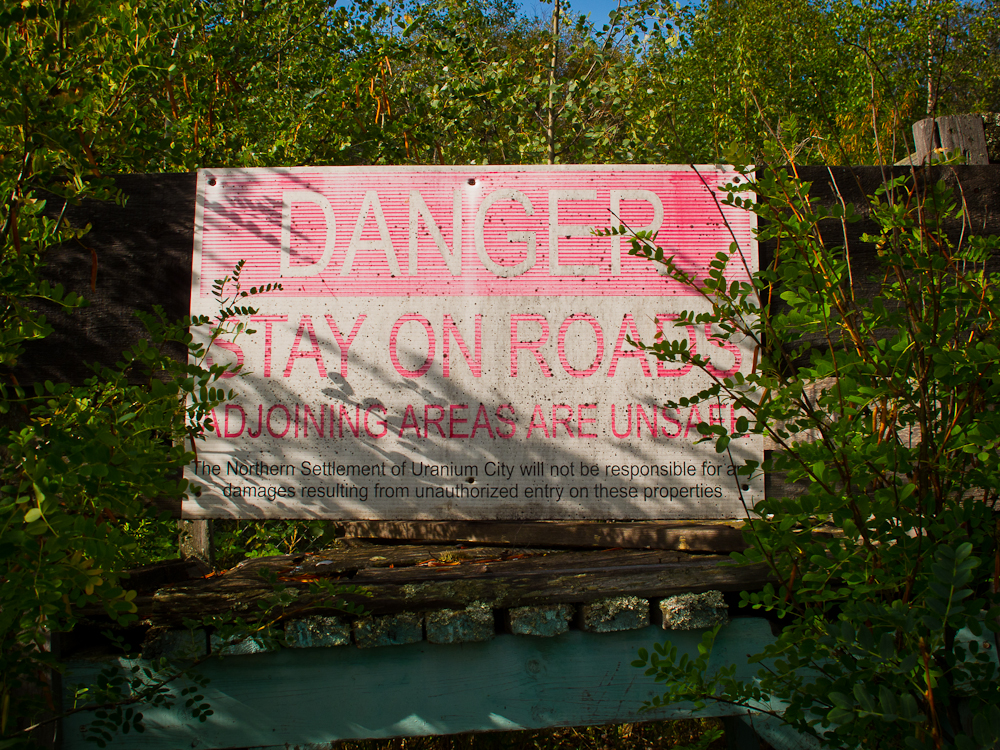 DANGER
STAY ON ROADS
ADJOINING AREAS ARE UNSAFE
The Northern Settlement of Uranium City will not be responsible for
damages resulting from unauthorized entry on these properties